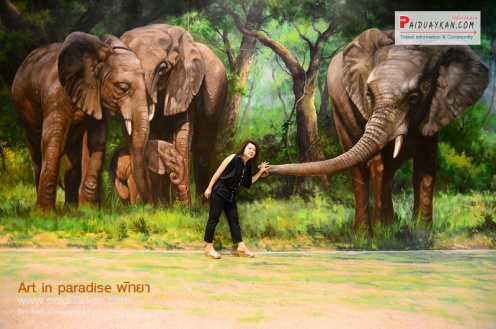 PAIDUAYKAN.COM
Travel information & Community
Art in paradise พัทยา
www.paiduaykan.com